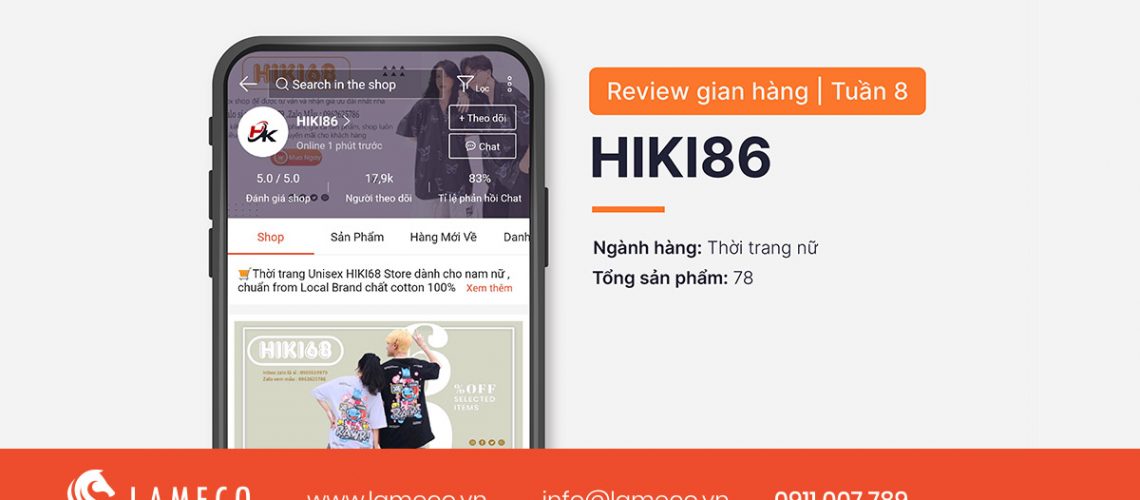 HIKI68
Search in the shop
Lọc
HIKI86 >
+ Theo dõi
Online 1 phút trước
Chat
Mua Ngay
5.0 / 5.0
17,9k
83%
Đánh giá shop
Người theo dõi
Tỉ lệ phản hồi Chat
Shop
Sản Phẩm
Hàng Mới Về
Danh
Thời trang Unisex HIKI68 Store dành cho nam nữ ,
chuẩn from Local Brand chất cotton 100% Xem thêm
HIKI68
%OFF
SELECTED
ITEMS
Review gian hàng | Tuần 8
HIKI86
Ngành hàng: Thời trang nữ
Tổng sản phẩm: 78
LAMECO
www.lameco.vn
info@lameco.vn
0911 007 789